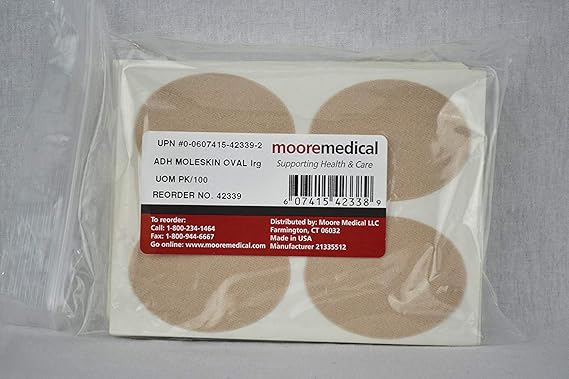 UPN #0-0607415-42339-2
ADH MOLESKIN OVAL lrg
UOM PK/100
REORDER NO. 42339
mooremedical
Supporting Health & Care
6 07415 42338 9
To reorder:
Call: 1-800-234-1464
Fax: 1-800-944-6667
Go online: www.mooremedical.com
Distributed by: Moore Medical LLC
Farmington, CT 06032
Made in USA
Manufacturer 21335512